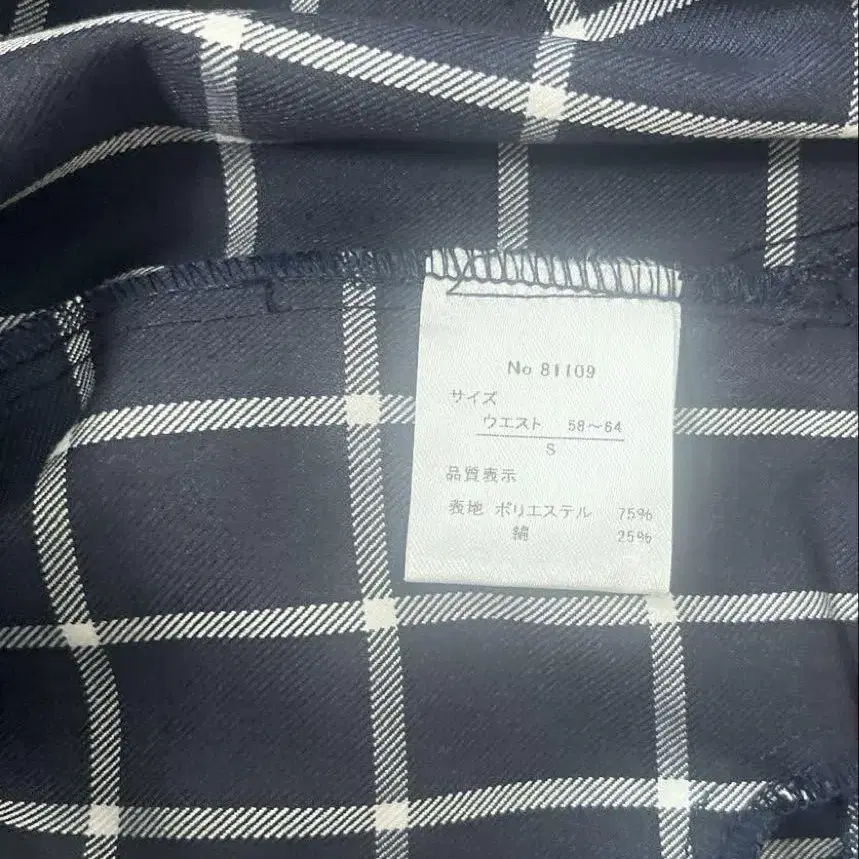 No 81109
サイズ
ウエスト 58～64
S
品質表示
表地 ポリエステル 75%
綿 25%